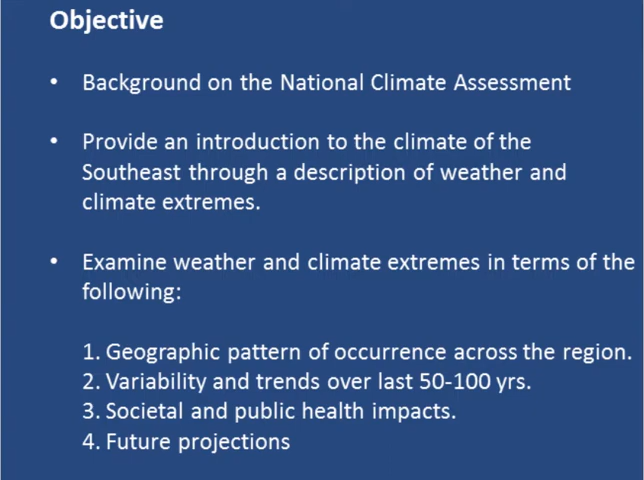 Objective
• Background on the National Climate Assessment
• Provide an introduction to the climate of the
Southeast through a description of weather and
climate extremes.
• Examine weather and climate extremes in terms of the
following:
1. Geographic pattern of occurrence across the region.
2. Variability and trends over last 50-100 yrs.
3. Societal and public health impacts.
4. Future projections